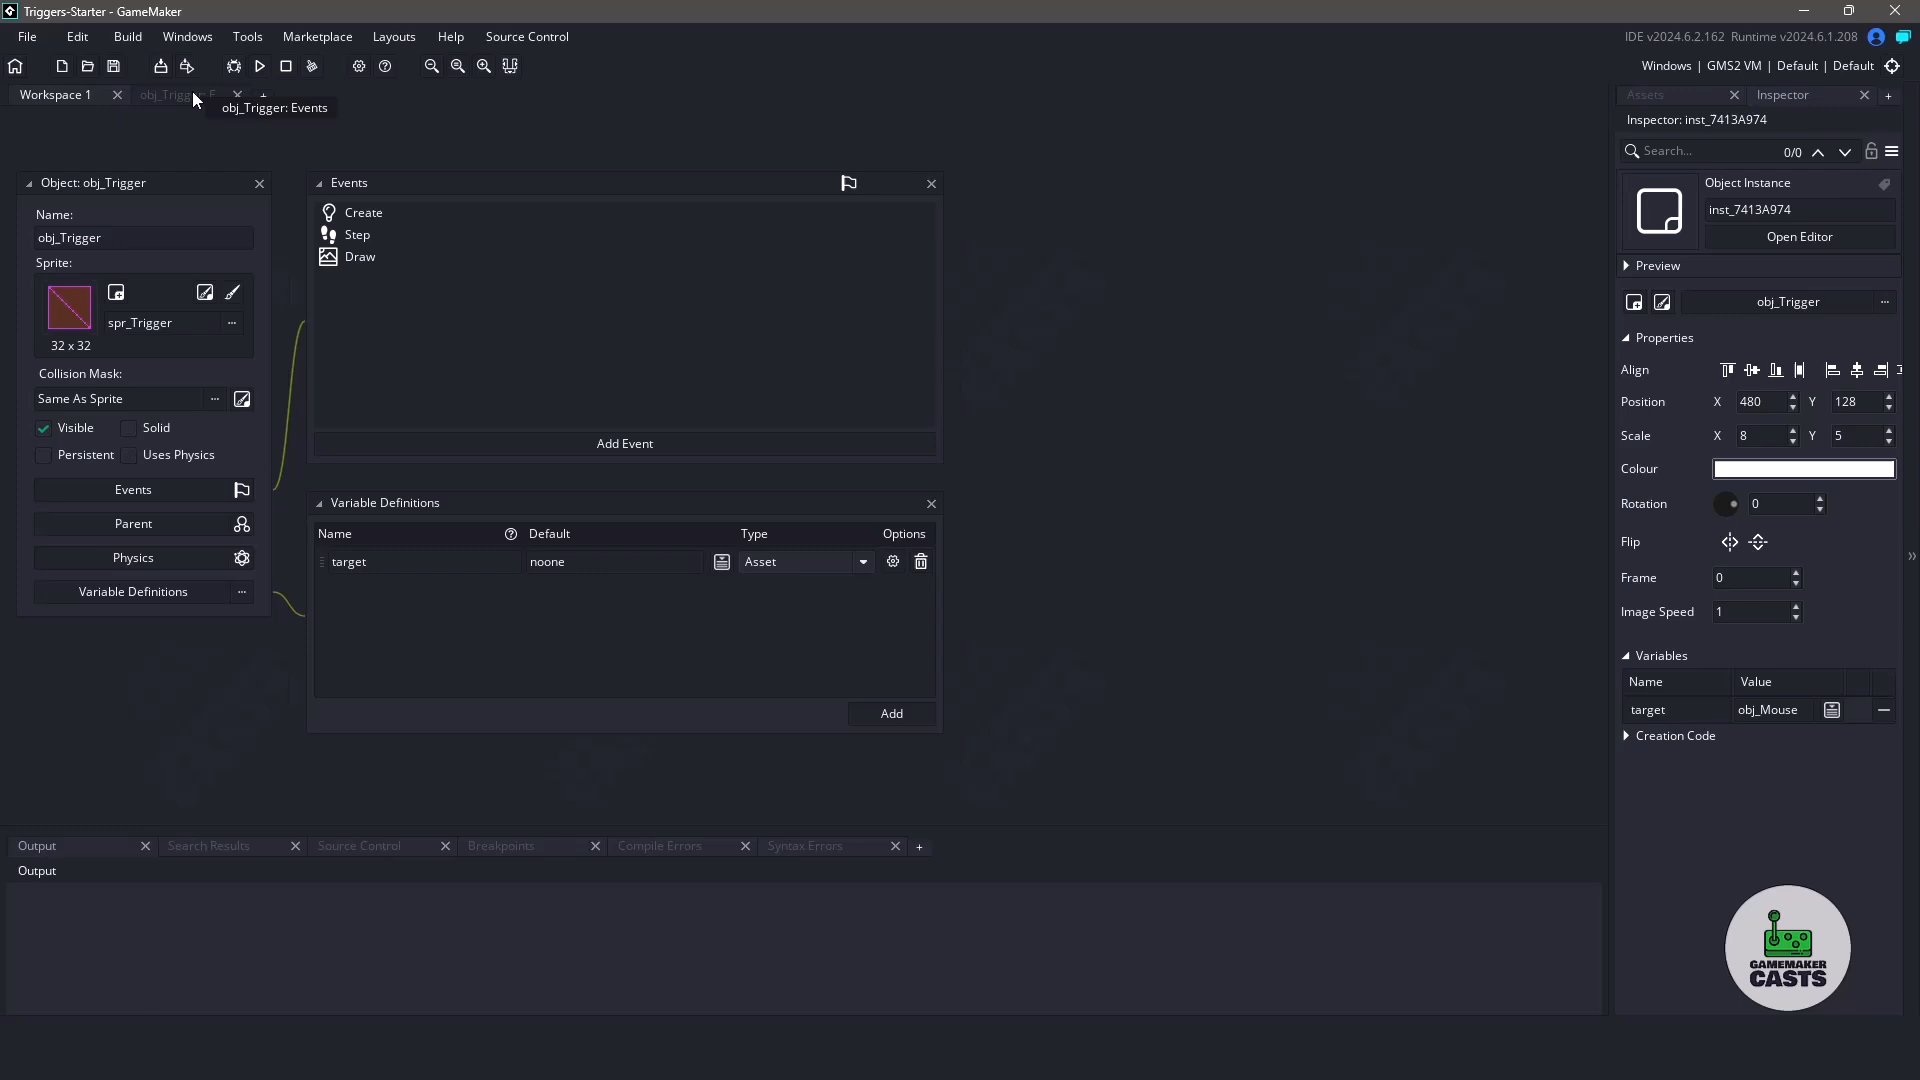 Triggers-Starter - GameMaker
File Edit Build Windows Tools Marketplace Layouts Help Source Control
IDE v2024.6.2.162 Runtime v2024.6.1.208
Windows | GMS2 VM | Default | Default
Workspace 1
obj_Trigger: E
obj_Trigger: Events
Assets
Inspector
Inspector: inst_7413A974
Search...
0/0
Object: obj_Trigger
Name:
obj_Trigger
Sprite:
spr_Trigger
32 x 32
Collision Mask:
Same As Sprite
Visible Solid
Persistent Uses Physics
Events
Parent
Physics
Variable Definitions
Events
Create
Step
Draw
Add Event
Variable Definitions
Name Default Type Options
target noone Asset
Add
Object Instance
inst_7413A974
Open Editor
Preview
obj_Trigger
Properties
Align
Position X 480 Y 128
Scale X 8 Y 5
Colour
Rotation 0
Flip
Frame 0
Image Speed 1
Variables
Name Value
target obj_Mouse
Creation Code
Output Search Results Source Control Breakpoints Compile Errors Syntax Errors
Output
GAMEMAKER
CASTS